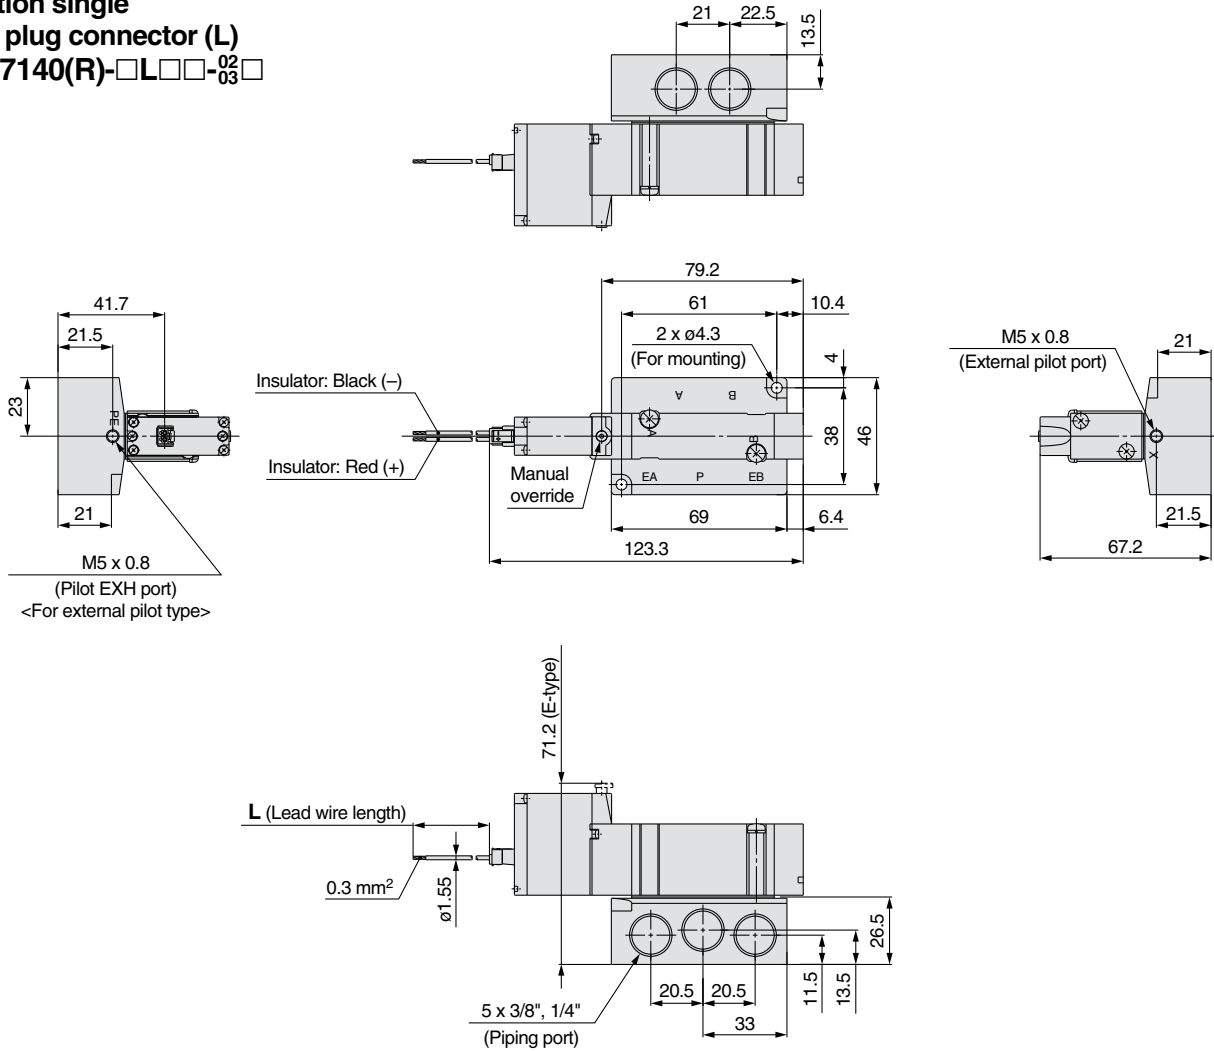 tion single
plug connector (L)
7140(R)-□L□□-02 03□
21
22.5
13.5
79.2
61
10.4
2 x ø4.3
(For mounting)
4
41.7
21.5
23
PE
21
M5 x 0.8
(Pilot EXH port)
<For external pilot type>
Insulator: Black (–)
Insulator: Red (+)
Manual
override
A
B
A
B
EA
P
EB
38
46
69
6.4
123.3
M5 x 0.8
(External pilot port)
21
X
21.5
67.2
71.2 (E-type)
L (Lead wire length)
0.3 mm²
ø1.55
26.5
11.5
13.5
20.5
20.5
33
5 x 3/8", 1/4"
(Piping port)